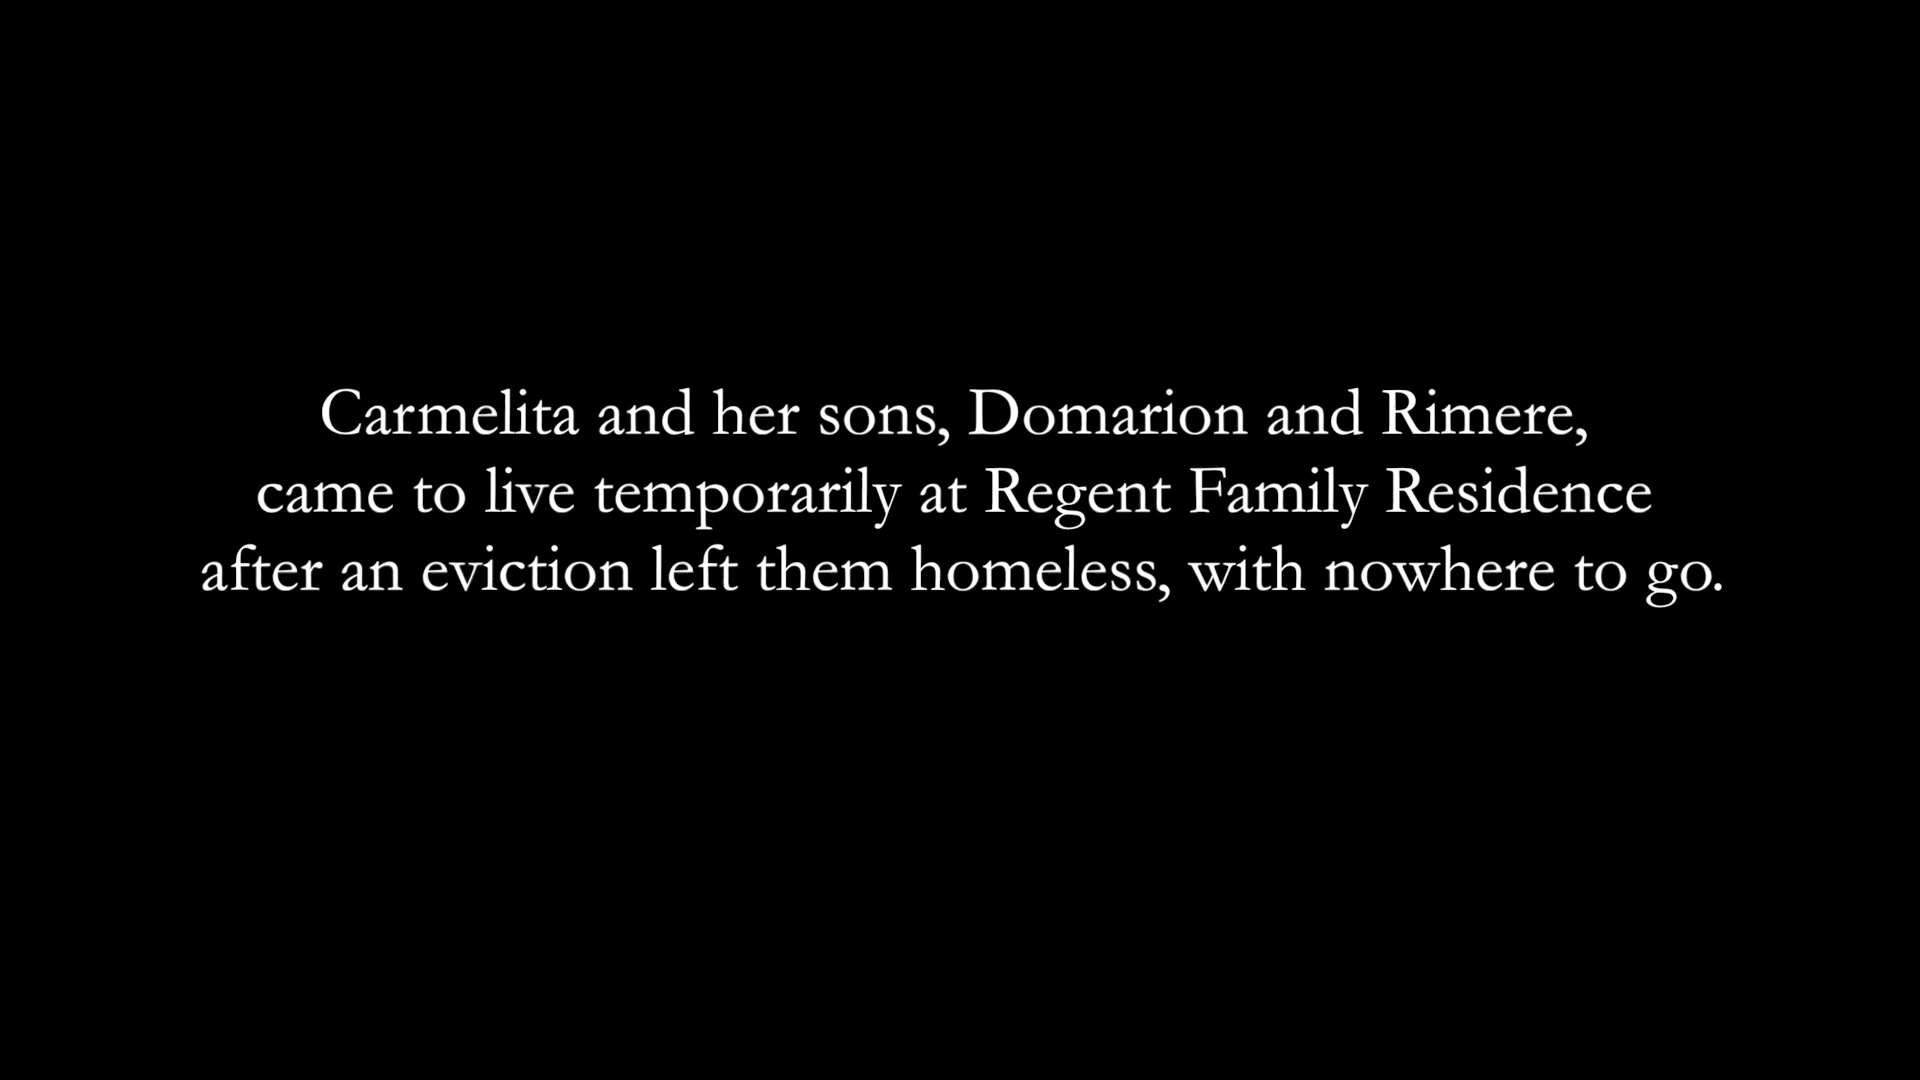 Carmelita and her sons, Domarion and Rimere,
came to live temporarily at Regent Family Residence
after an eviction left them homeless, with nowhere to go.